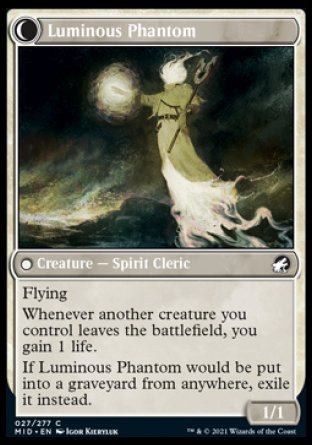 Luminous Phantom
Creature — Spirit Cleric
Flying
Whenever another creature you
control leaves the battlefield, you
gain 1 life.
If Luminous Phantom would be put
into a graveyard from anywhere, exile
it instead.
1/1
027/277 C
MID • EN Igor Kieryluk
™ & © 2021 Wizards of the Coast